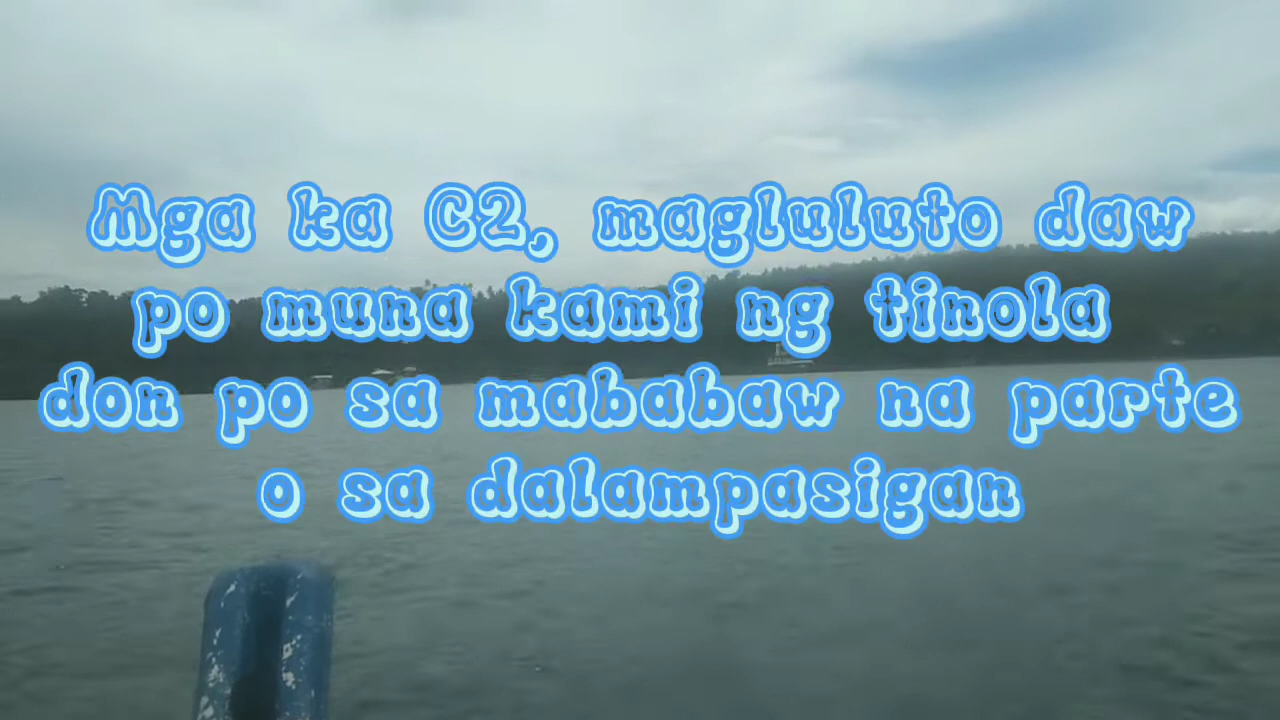 Mga ka C2, magluluto daw
po muna kami ng tinola
don po sa mababaw na parte
o sa dalampasigan